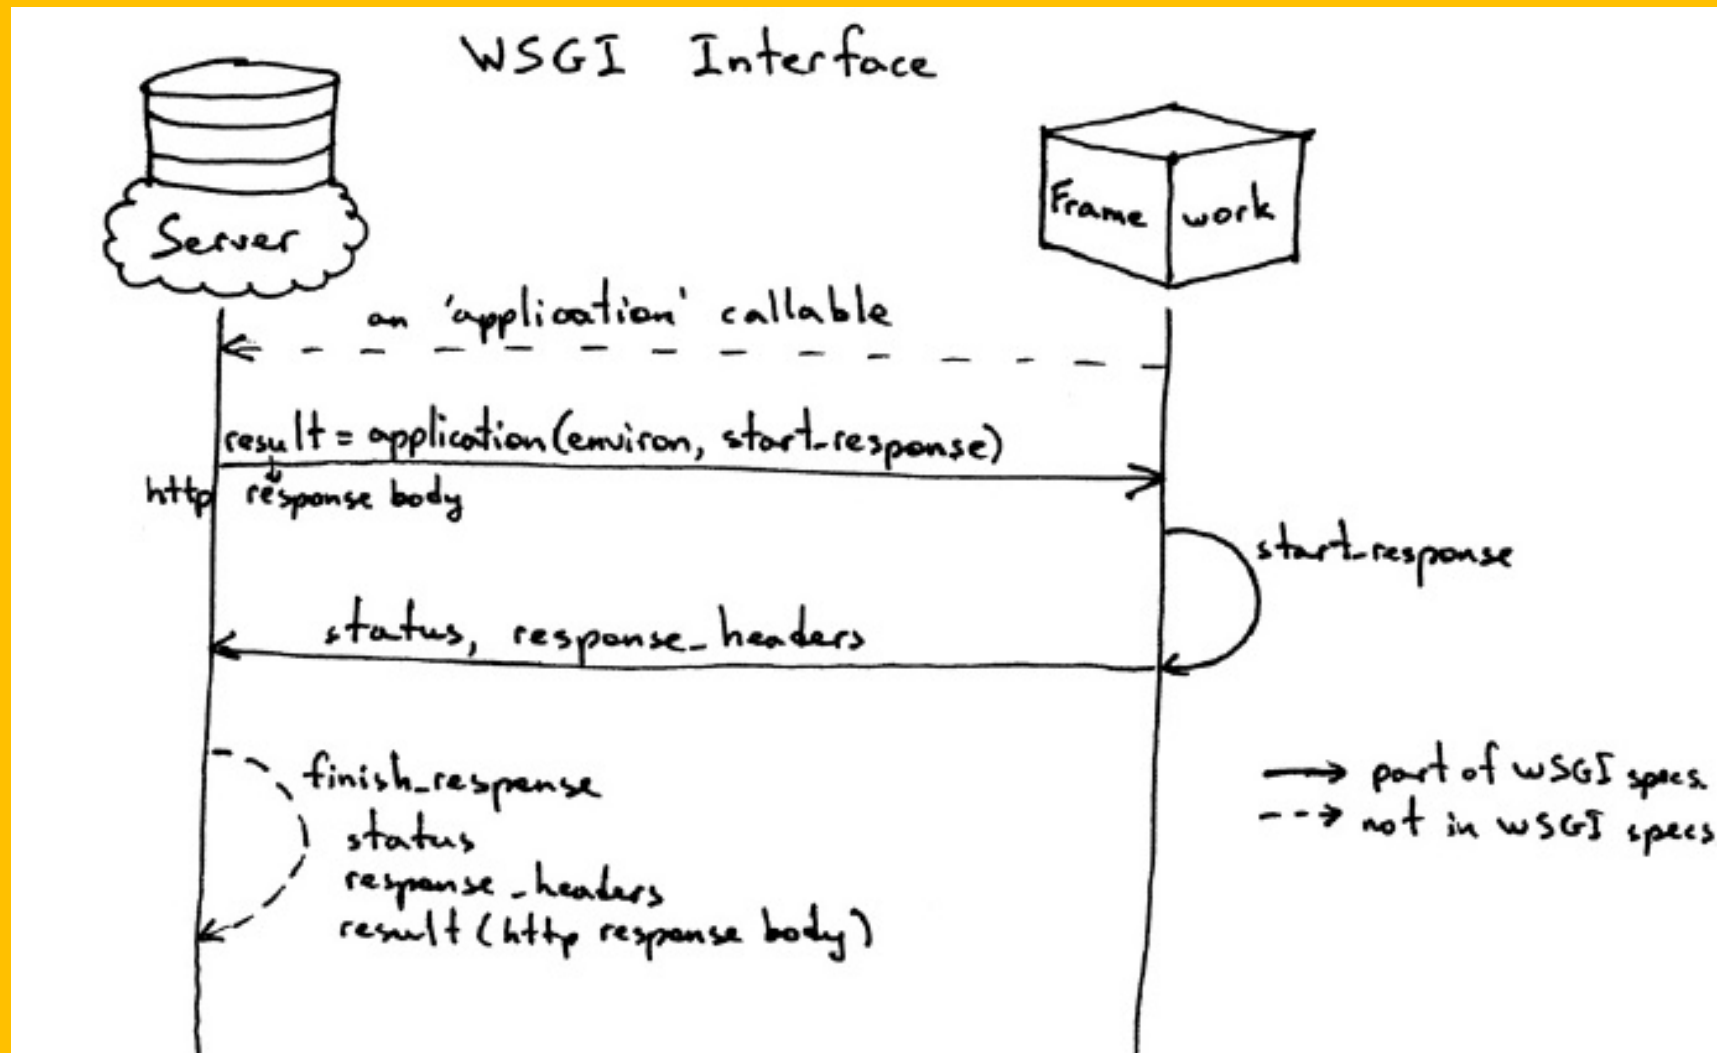 WSGI Interface
Server
Frame work
an 'application' callable
result = application(environ, start_response)
http response body
start_response
status, response_headers
finish_response
status
response_headers
result (http response body)
part of WSGI specs.
not in WSGI specs